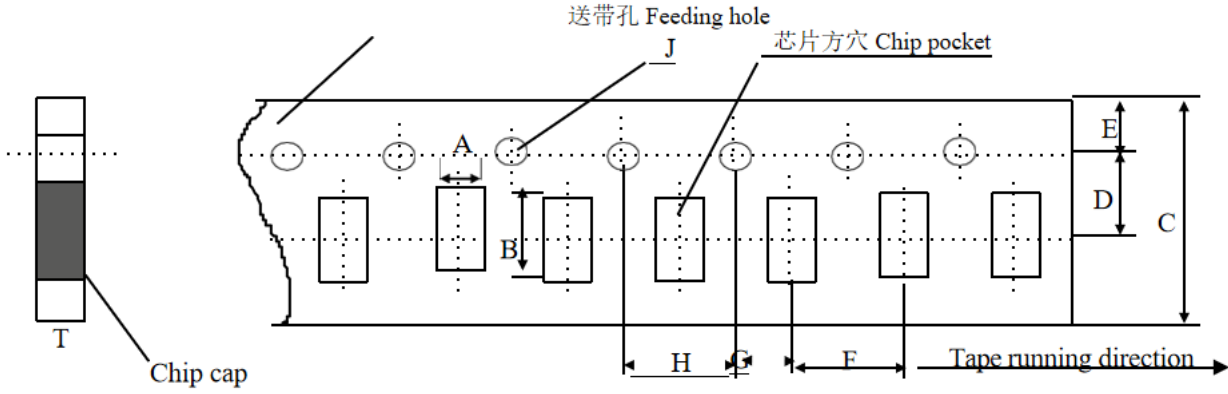 送带孔 Feeding hole
J
芯片方穴 Chip pocket
A
E
D
C
B
T
H
G
F
Tape running direction
Chip cap